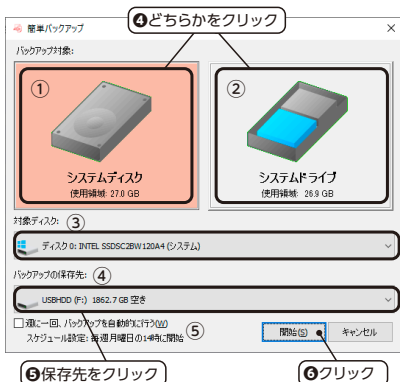 ❹どちらかをクリック
簡単バックアップ
バックアップ対象:
①
②
システムディスク
使用領域: 27.0 GB
システムドライブ
使用領域: 26.9 GB
対象ディスク: ③
ディスク 0: INTEL SSDSC2BW120A4 (システム)
バックアップの保存先: ④
USBHDD (F:) 1862.7 GB 空き
週に一回、バックアップを自動的に行う(W)
スケジュール設定: 毎週月曜日の14時に開始
⑤
開始(S)
キャンセル
❺保存先をクリック
❻クリック